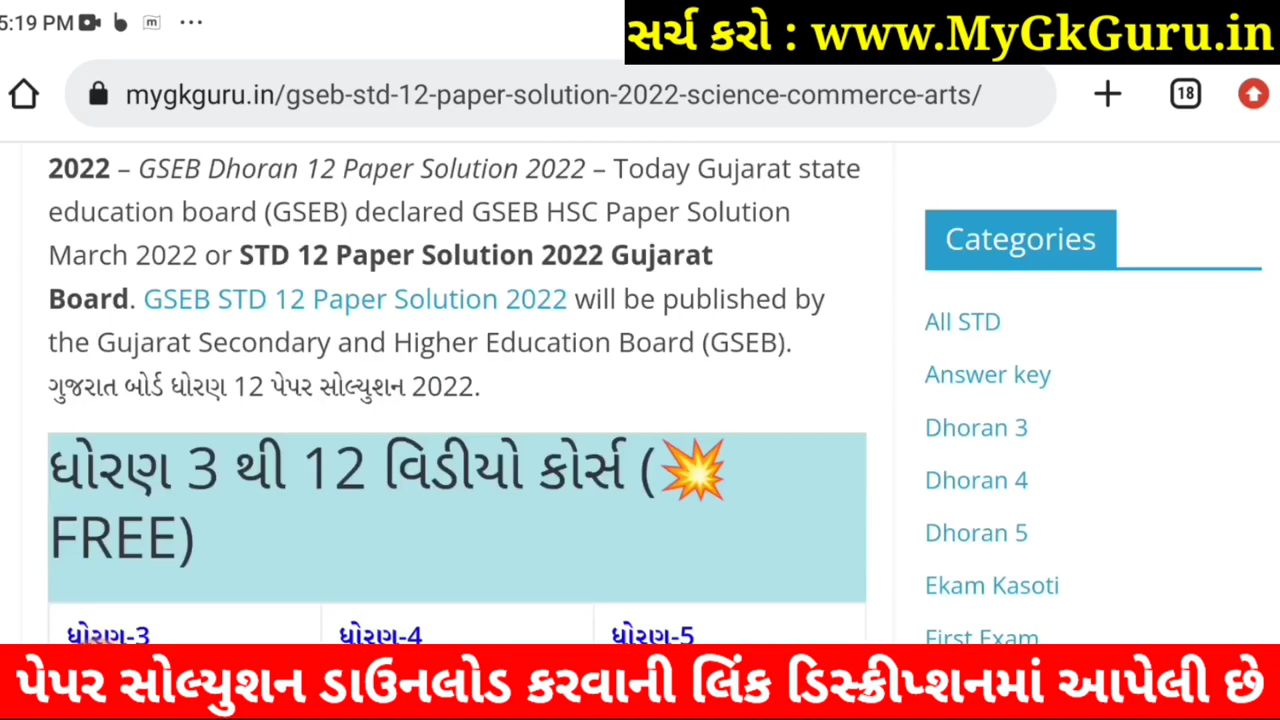 5:19 PM
સર્ચ કરો : www.MyGkGuru.in
mygkguru.in/gseb-std-12-paper-solution-2022-science-commerce-arts/
18
2022 – GSEB Dhoran 12 Paper Solution 2022 – Today Gujarat state
education board (GSEB) declared GSEB HSC Paper Solution
March 2022 or STD 12 Paper Solution 2022 Gujarat
Board. GSEB STD 12 Paper Solution 2022 will be published by
the Gujarat Secondary and Higher Education Board (GSEB).
ગુજરાત બોર્ડ ધોરણ 12 પેપર સોલ્યુશન 2022.
ધોરણ 3 થી 12 વિડીયો કોર્સ (💥
FREE)
ધોરણ-3 ધોરણ-4 ધોરણ-5
Categories
All STD
Answer key
Dhoran 3
Dhoran 4
Dhoran 5
Ekam Kasoti
First Exam
પેપર સોલ્યુશન ડાઉનલોડ કરવાની લિંક ડિસ્ક્રીપ્શનમાં આપેલી છે